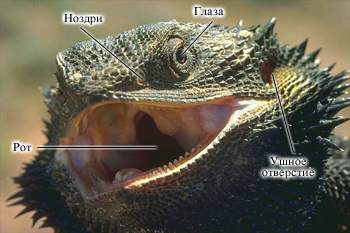 Ноздри
Глаза
Рот
Ушное
отверстие